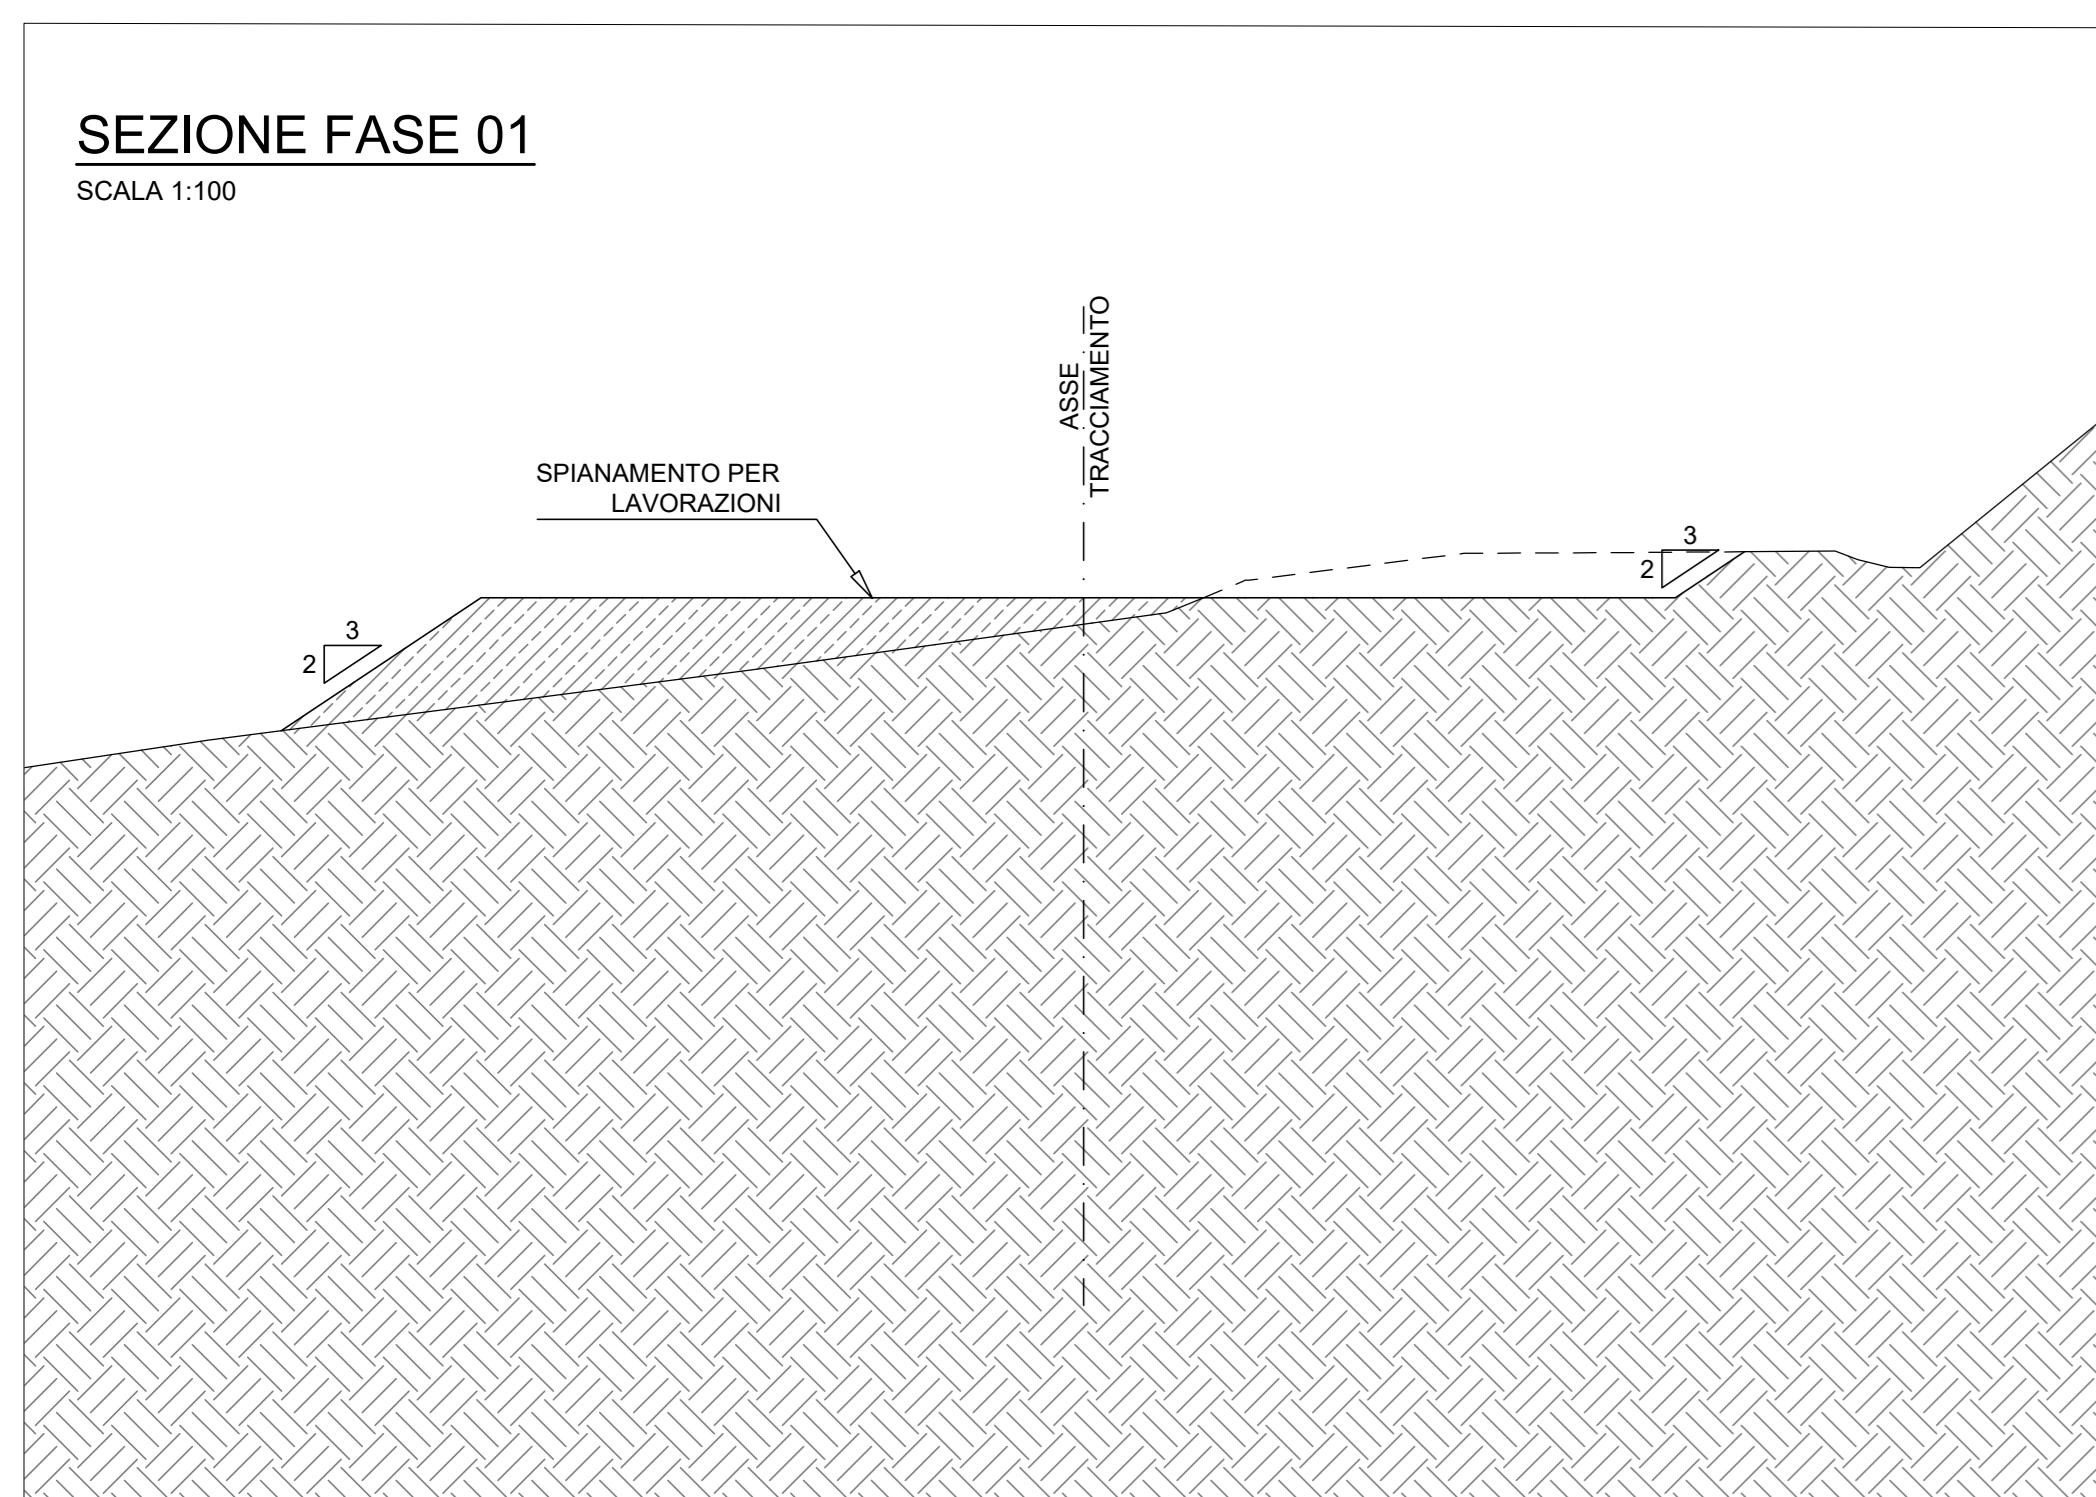 SEZIONE FASE 01
SCALA 1:100
ASSE
TRACCIAMENTO
SPIANAMENTO PER
LAVORAZIONI
3
2
3
2